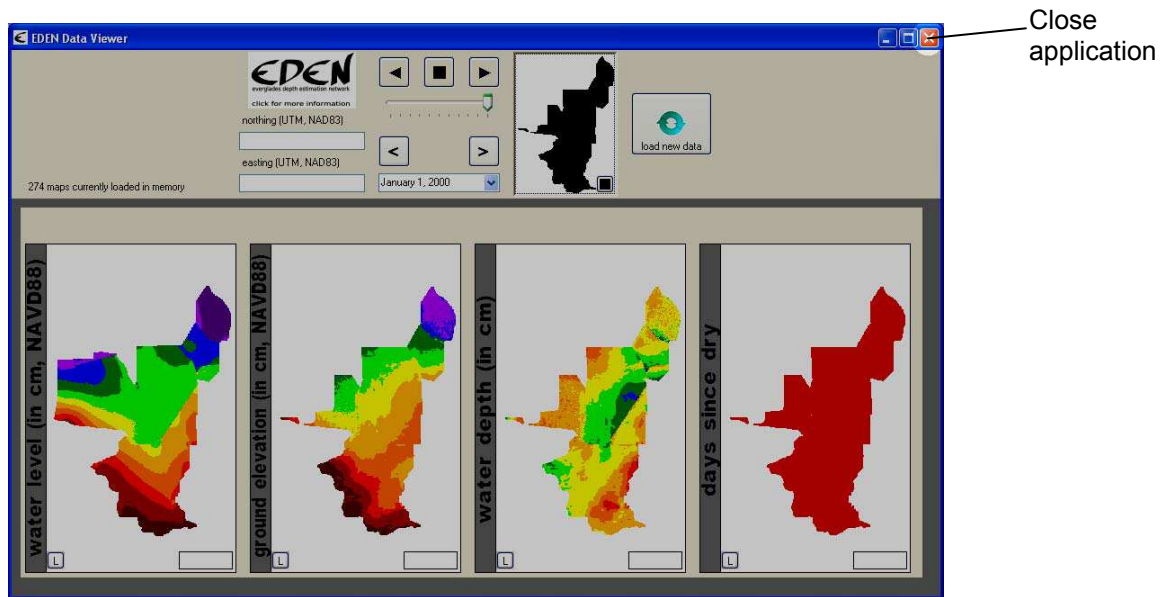 Close
application
EDEN Data Viewer
EDEN
everglades depth estimation network
click for more information
northing (UTM, NAD83)
easting (UTM, NAD83)
274 maps currently loaded in memory
<
>
January 1, 2000
load new data
water level (in cm, NAVD88)
ground elevation (in cm, NAVD88)
water depth (in cm)
days since dry
L
L
L
L